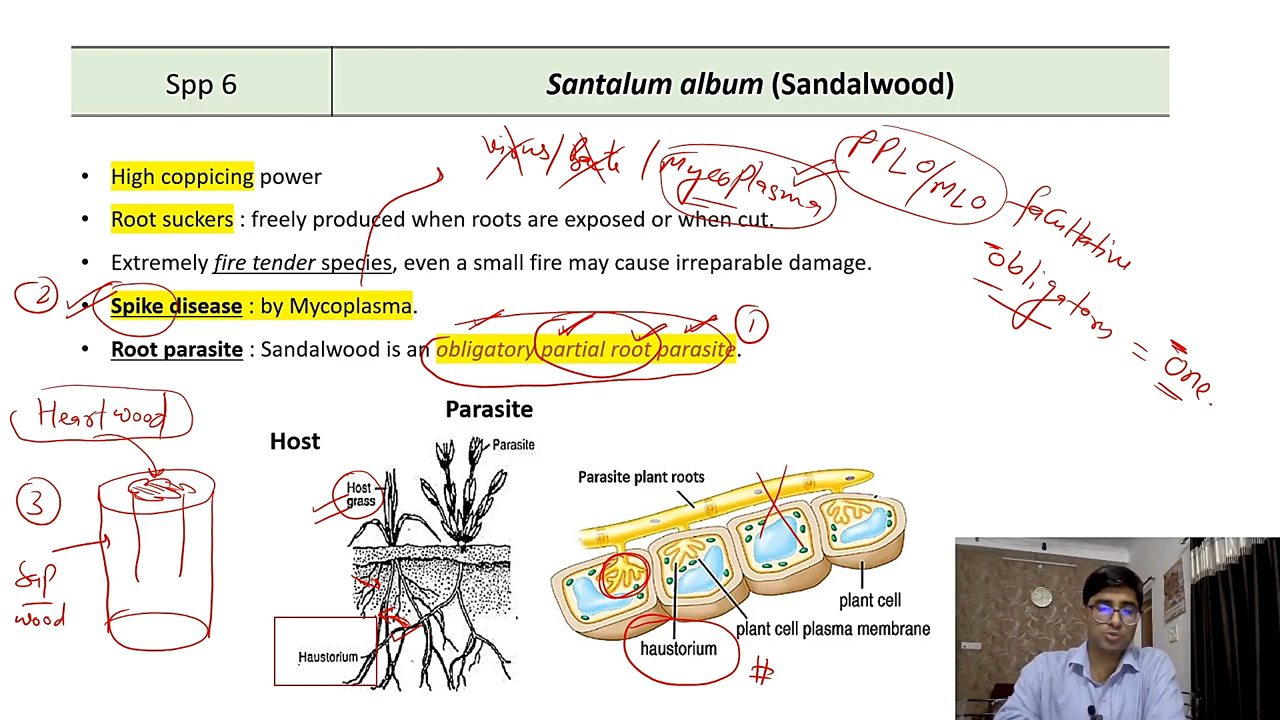 Spp 6
Santalum album (Sandalwood)
virus / Bacte / Mycoplasma
PPLO/MLO
facultative
obligatory = one.
• High coppicing power
• Root suckers : freely produced when roots are exposed or when cut.
• Extremely fire tender species, even a small fire may cause irreparable damage.
② • Spike disease : by Mycoplasma.
• Root parasite : Sandalwood is an obligatory partial root parasite. ①
Heartwood
③
Sap
wood
Host
Parasite
Parasite
Host
grass
Haustorium
Parasite plant roots
plant cell
plant cell plasma membrane
haustorium
#